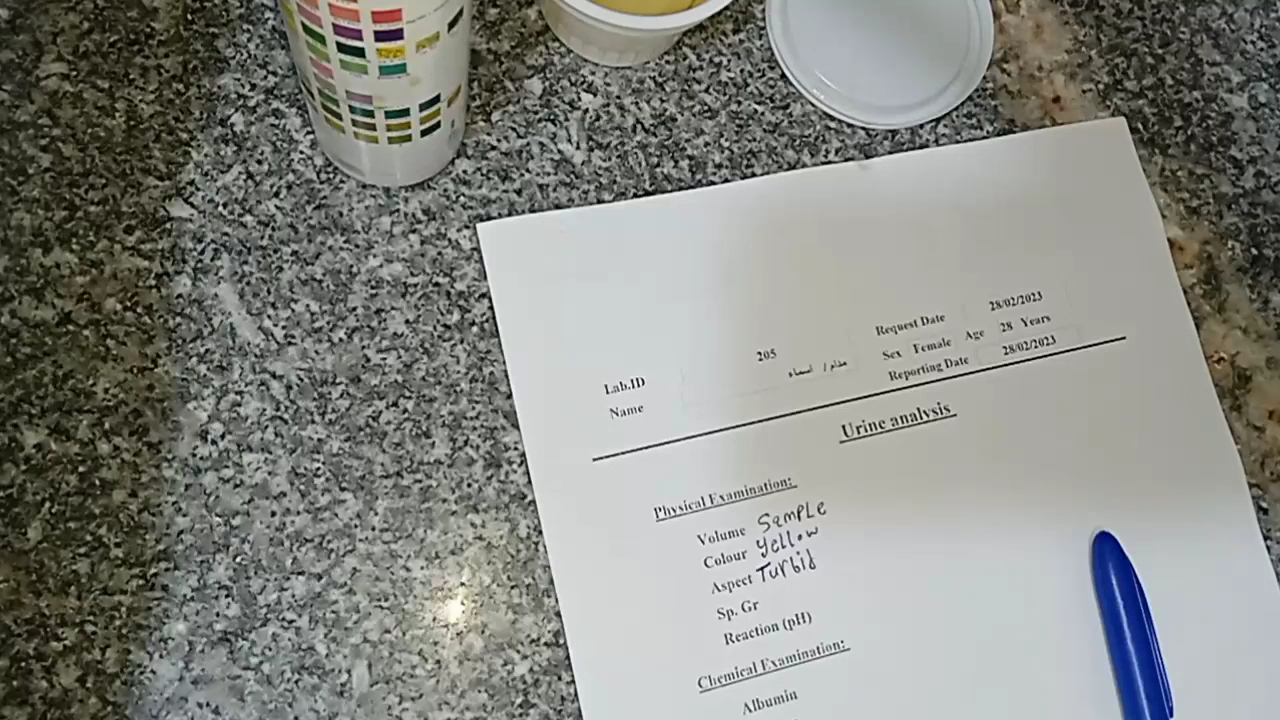 Request Date 28/02/2023
Lab.ID 205 Sex Female Age 28 Years
Name مدام/ أسماء Reporting Date 28/02/2023
Urine analysis
Physical Examination:
Volume Sample
Colour Yellow
Aspect Turbid
Sp. Gr
Reaction (pH)
Chemical Examination:
Albumin